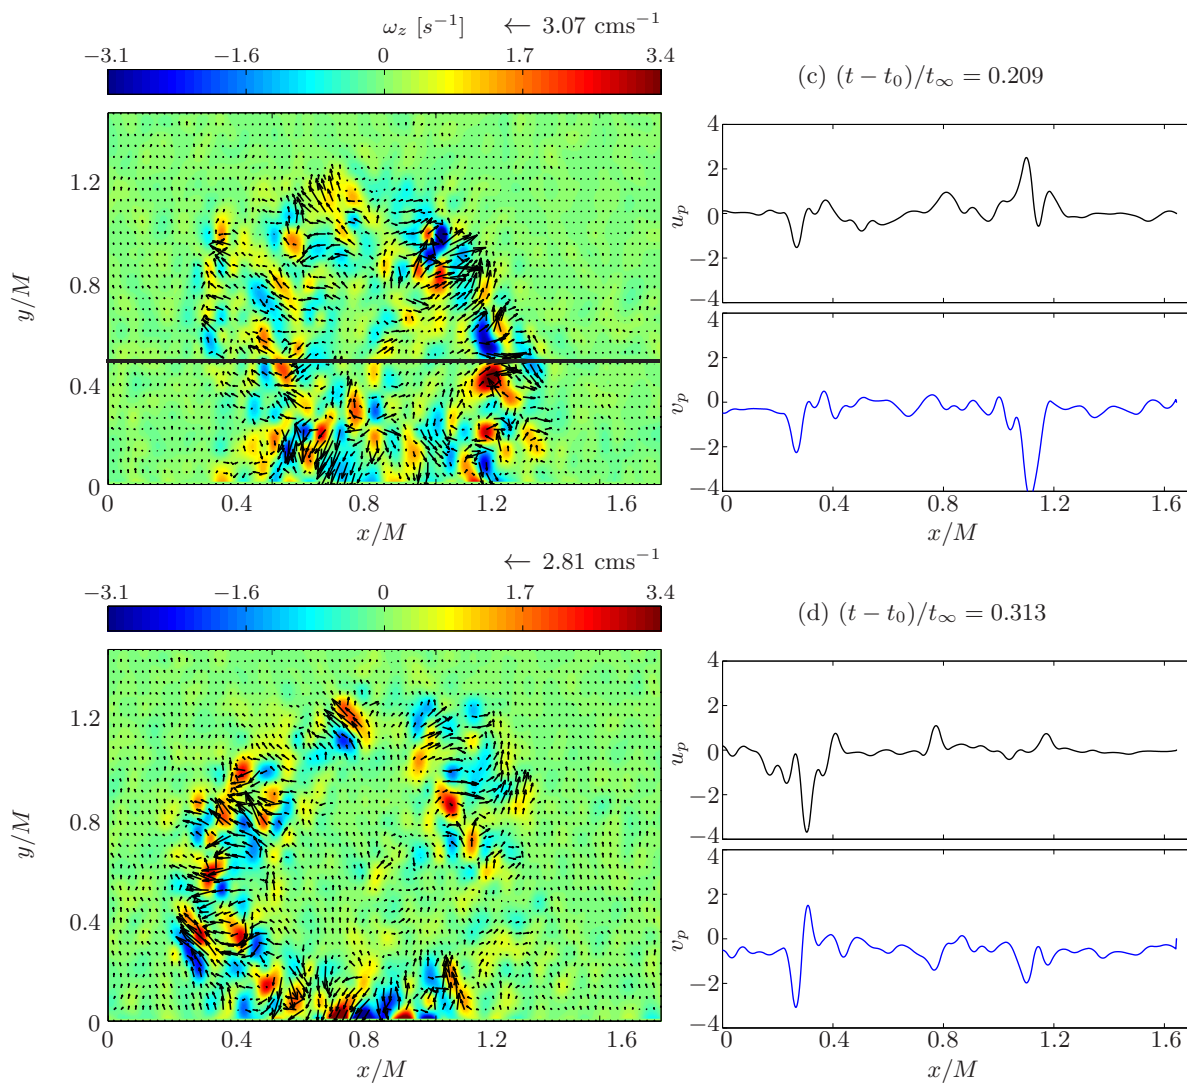 ω_z [s⁻¹] ← 3.07 cms⁻¹
−3.1 −1.6 0 1.7 3.4
(c) (t − t₀)/t_∞ = 0.209
y/M
1.2
0.8
0.4
0
0 0.4 0.8 1.2 1.6
x/M
u_p
4
2
0
−2
−4
v_p
4
2
0
−2
−4
0 0.4 0.8 1.2 1.6
x/M
← 2.81 cms⁻¹
−3.1 −1.6 0 1.7 3.4
(d) (t − t₀)/t_∞ = 0.313
y/M
1.2
0.8
0.4
0
0 0.4 0.8 1.2 1.6
x/M
u_p
4
2
0
−2
−4
v_p
4
2
0
−2
−4
0 0.4 0.8 1.2 1.6
x/M